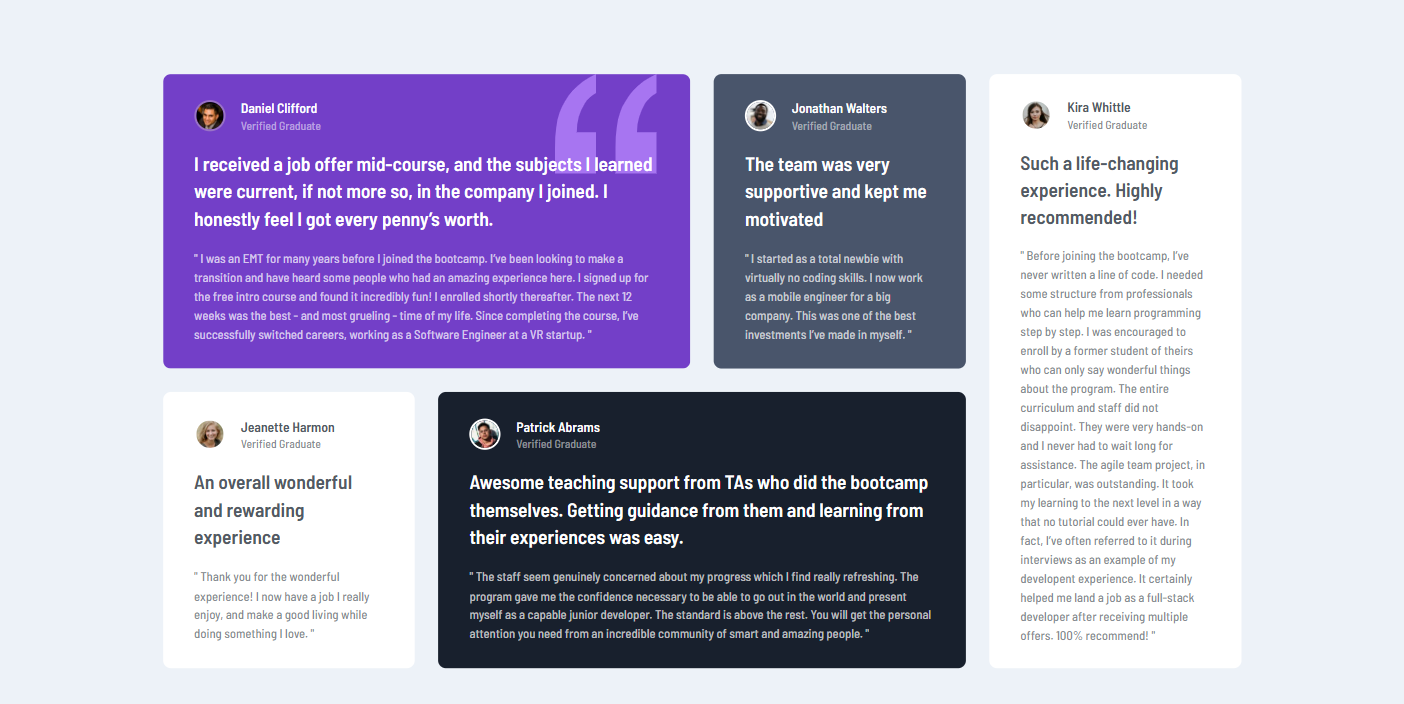 Daniel Clifford
Verified Graduate
I received a job offer mid-course, and the subjects I learned
were current, if not more so, in the company I joined. I
honestly feel I got every penny’s worth.
" I was an EMT for many years before I joined the bootcamp. I’ve been looking to make a
transition and have heard some people who had an amazing experience here. I signed up for
the free intro course and found it incredibly fun! I enrolled shortly thereafter. The next 12
weeks was the best - and most grueling - time of my life. Since completing the course, I’ve
successfully switched careers, working as a Software Engineer at a VR startup. "
Jonathan Walters
Verified Graduate
The team was very
supportive and kept me
motivated
" I started as a total newbie with
virtually no coding skills. I now work
as a mobile engineer for a big
company. This was one of the best
investments I’ve made in myself. "
Kira Whittle
Verified Graduate
Such a life-changing
experience. Highly
recommended!
" Before joining the bootcamp, I’ve
never written a line of code. I needed
some structure from professionals
who can help me learn programming
step by step. I was encouraged to
enroll by a former student of theirs
who can only say wonderful things
about the program. The entire
curriculum and staff did not
disappoint. They were very hands-on
and I never had to wait long for
assistance. The agile team project, in
particular, was outstanding. It took
my learning to the next level in a way
that no tutorial could ever have. In
fact, I’ve often referred to it during
interviews as an example of my
developent experience. It certainly
helped me land a job as a full-stack
developer after receiving multiple
offers. 100% recommend! "
Jeanette Harmon
Verified Graduate
An overall wonderful
and rewarding
experience
" Thank you for the wonderful
experience! I now have a job I really
enjoy, and make a good living while
doing something I love. "
Patrick Abrams
Verified Graduate
Awesome teaching support from TAs who did the bootcamp
themselves. Getting guidance from them and learning from
their experiences was easy.
" The staff seem genuinely concerned about my progress which I find really refreshing. The
program gave me the confidence necessary to be able to go out in the world and present
myself as a capable junior developer. The standard is above the rest. You will get the personal
attention you need from an incredible community of smart and amazing people. "